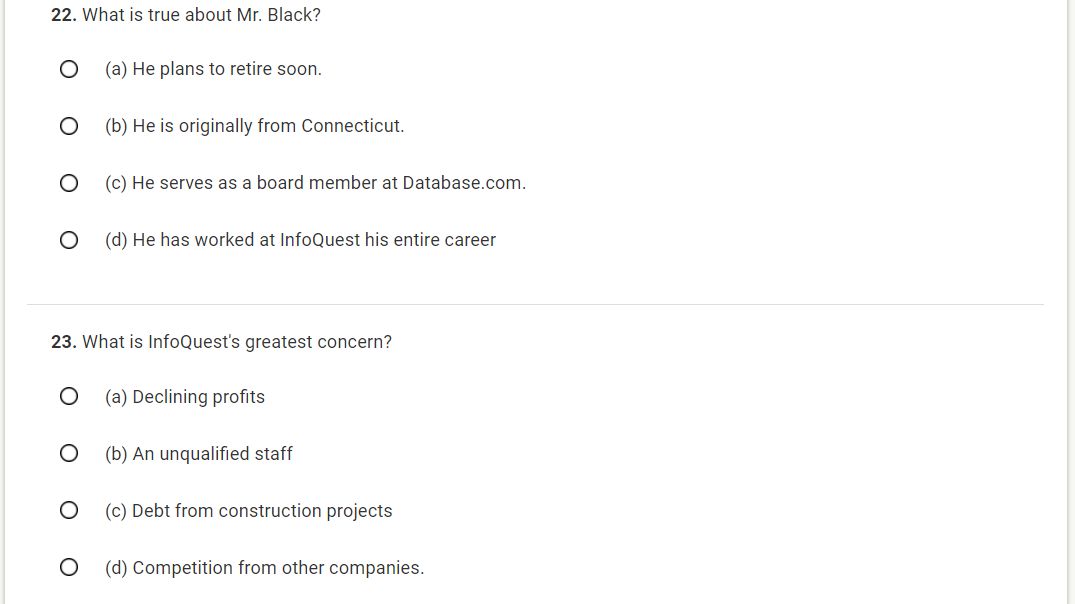 22. What is true about Mr. Black?
(a) He plans to retire soon.
(b) He is originally from Connecticut.
(c) He serves as a board member at Database.com.
(d) He has worked at InfoQuest his entire career
23. What is InfoQuest's greatest concern?
(a) Declining profits
(b) An unqualified staff
(c) Debt from construction projects
(d) Competition from other companies.